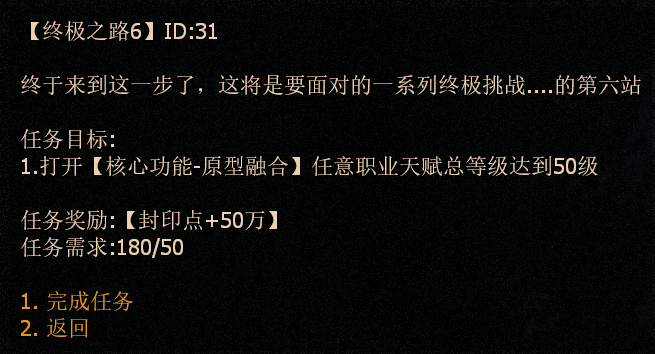 【终极之路6】ID:31
终于来到这一步了，这将是要面对的一系列终极挑战....的第六站
任务目标:
1.打开【核心功能-原型融合】任意职业天赋总等级达到50级
任务奖励:【封印点+50万】
任务需求:180/50
1. 完成任务
2. 返回